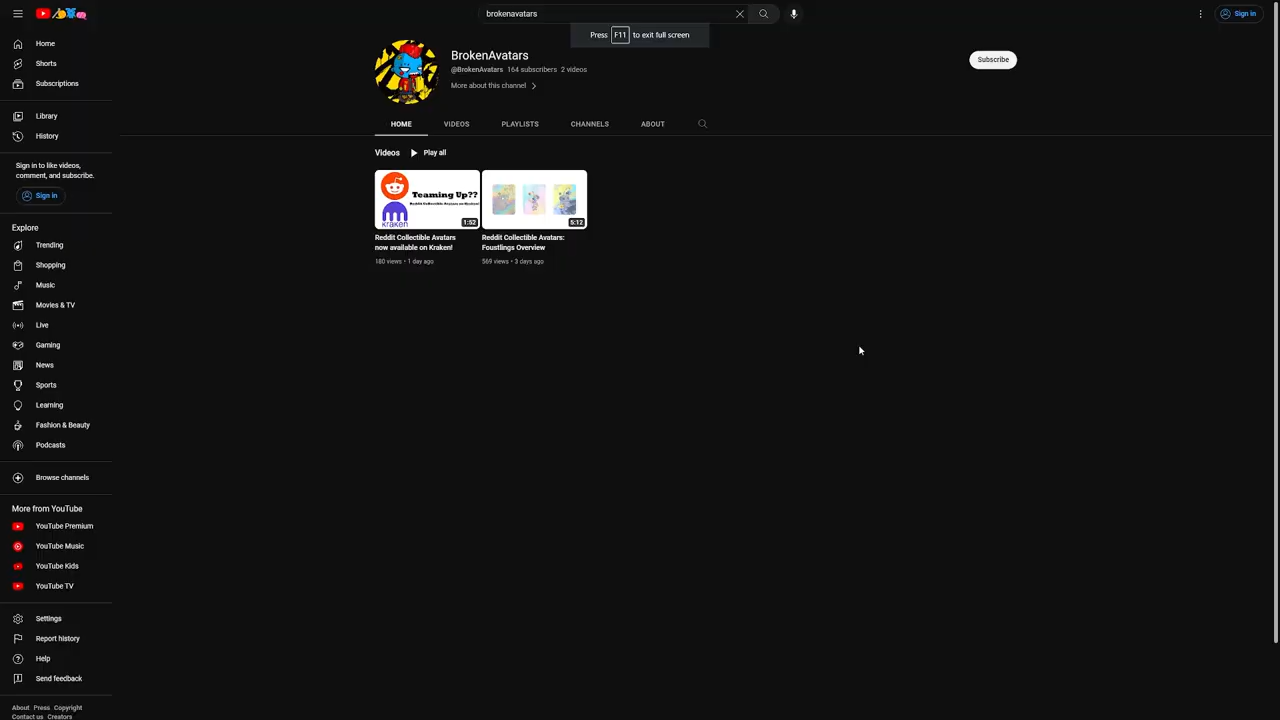 brokenavatars
Sign in
Press F11 to exit full screen
Home
Shorts
Subscriptions
Library
History
Sign in to like videos,
comment, and subscribe.
Sign in
Explore
Trending
Shopping
Music
Movies & TV
Live
Gaming
News
Sports
Learning
Fashion & Beauty
Podcasts
Browse channels
More from YouTube
YouTube Premium
YouTube Music
YouTube Kids
YouTube TV
Settings
Report history
Help
Send feedback
About Press Copyright
Contact us Creators
BrokenAvatars
@BrokenAvatars 164 subscribers 2 videos
More about this channel
Subscribe
HOME VIDEOS PLAYLISTS CHANNELS ABOUT
Videos Play all
Teaming Up??
Reddit Collectible Avatars on Kraken!
kraken
1:52
Reddit Collectible Avatars
now available on Kraken!
180 views • 1 day ago
5:12
Reddit Collectible Avatars:
Foustlings Overview
569 views • 3 days ago